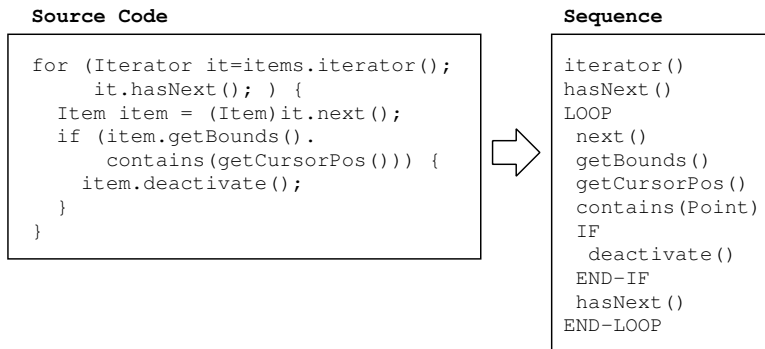 Source Code
for (Iterator it=items.iterator();
it.hasNext(); ) {
Item item = (Item)it.next();
if (item.getBounds().
contains(getCursorPos())) {
item.deactivate();
}
}
Sequence
iterator()
hasNext()
LOOP
next()
getBounds()
getCursorPos()
contains(Point)
IF
deactivate()
END-IF
hasNext()
END-LOOP